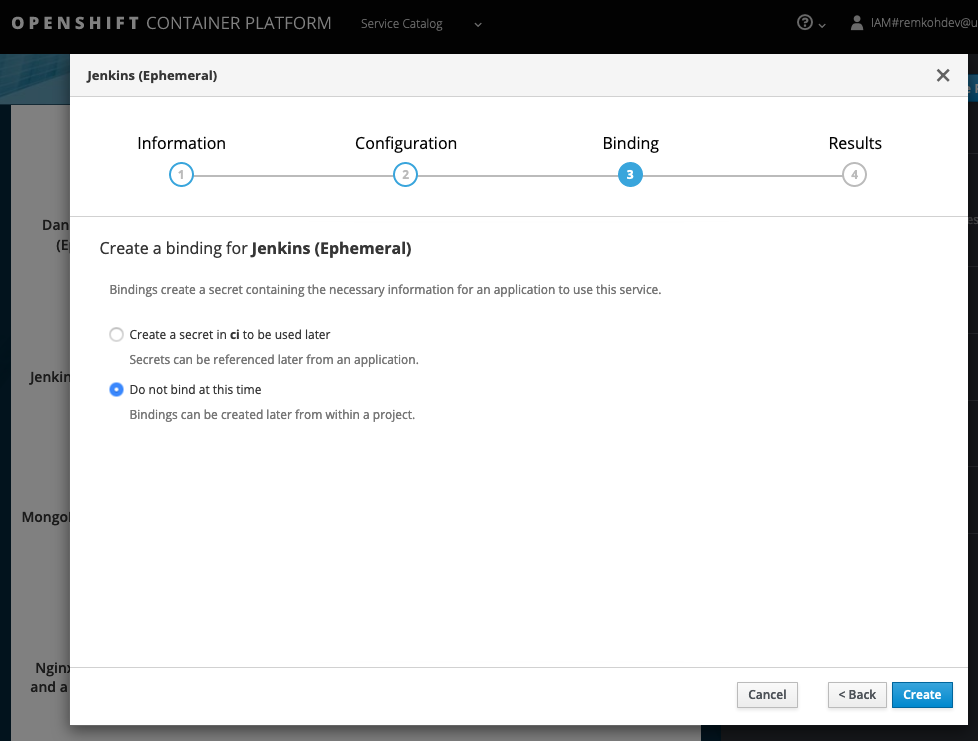 OPENSHIFT CONTAINER PLATFORM Service Catalog IAM#remkohdev@u
Jenkins (Ephemeral)
Information Configuration Binding Results
1 2 3 4
Create a binding for Jenkins (Ephemeral)
Bindings create a secret containing the necessary information for an application to use this service.
Create a secret in ci to be used later
Secrets can be referenced later from an application.
Do not bind at this time
Bindings can be created later from within a project.
Dan
(E
Jenkin
Mongo
Nginx
and a
Cancel < Back Create